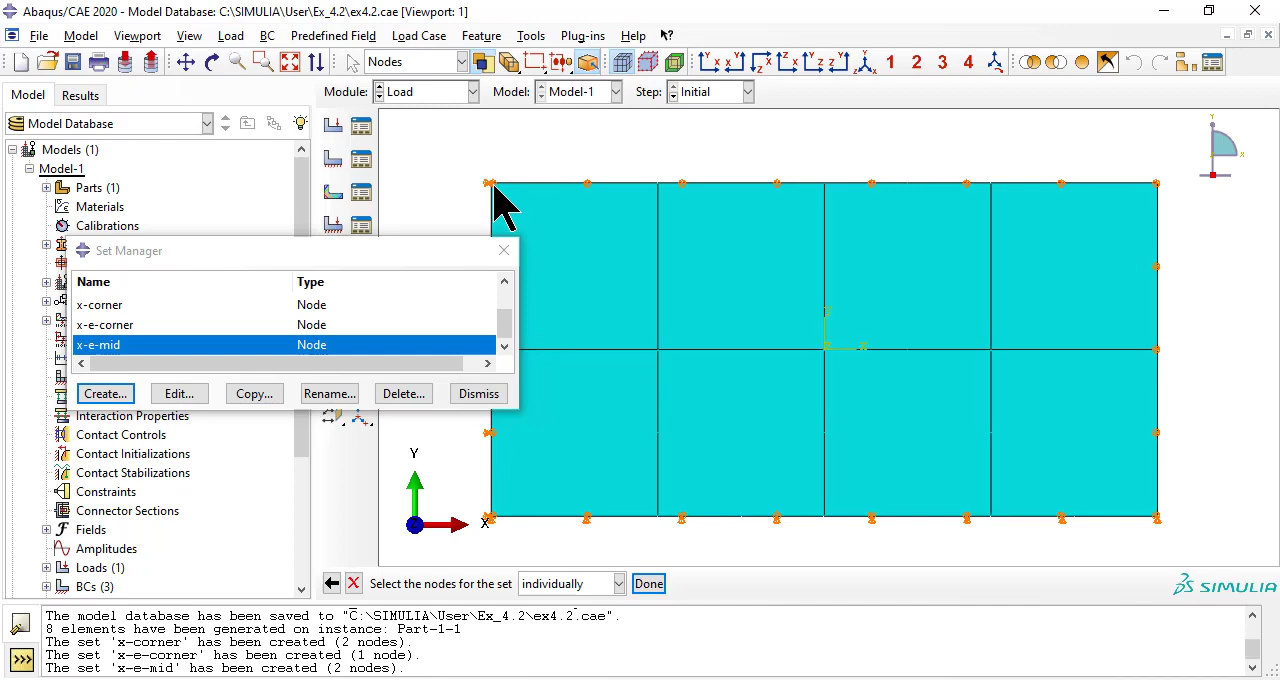 Abaqus/CAE 2020 - Model Database: C:\SIMULIA\User\Ex_4.2\ex4.2.cae [Viewport: 1]
File Model Viewport View Load BC Predefined Field Load Case Feature Tools Plug-ins Help
Nodes
1 2 3 4
Model Results
Module: Load Model: Model-1 Step: Initial
Model Database
Models (1)
Model-1
Parts (1)
Materials
Calibrations
Set Manager
Name Type
x-corner Node
x-e-corner Node
x-e-mid Node
Create... Edit... Copy... Rename... Delete... Dismiss
Interaction Properties
Contact Controls
Contact Initializations
Contact Stabilizations
Constraints
Connector Sections
Fields
Amplitudes
Loads (1)
BCs (3)
Y
X
Z
Select the nodes for the set individually Done
SIMULIA
The model database has been saved to "C:\SIMULIA\User\Ex_4.2\ex4.2.cae".
8 elements have been generated on instance: Part-1-1
The set 'x-corner' has been created (2 nodes).
The set 'x-e-corner' has been created (1 node).
The set 'x-e-mid' has been created (2 nodes).